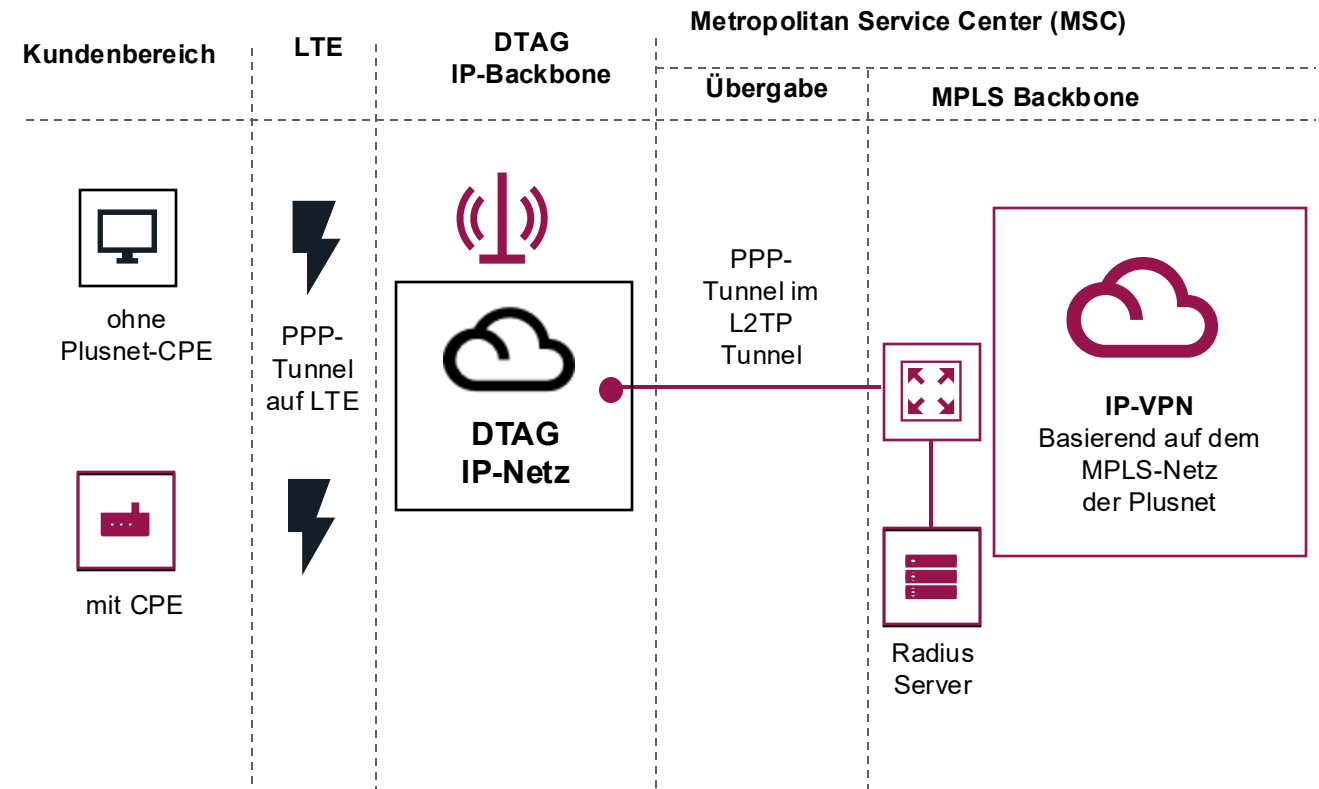 Kundenbereich
LTE
DTAG
IP-Backbone
Metropolitan Service Center (MSC)
Übergabe
MPLS Backbone
ohne
Plusnet-CPE
mit CPE
PPP-
Tunnel
auf LTE
DTAG
IP-Netz
PPP-
Tunnel im
L2TP
Tunnel
Radius
Server
IP-VPN
Basierend auf dem
MPLS-Netz
der Plusnet